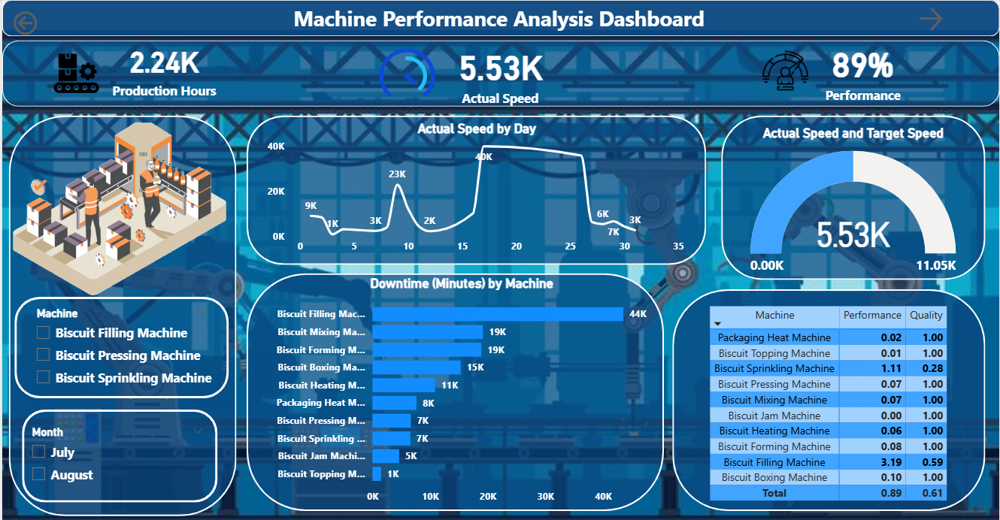 Machine Performance Analysis Dashboard
2.24K
Production Hours
5.53K
Actual Speed
89%
Performance
Actual Speed by Day
40K
20K
0K
9K
1K
3K
23K
2K
40K
6K
7K
3K
0 5 10 15 20 25 30 35
Actual Speed and Target Speed
5.53K
0.00K 11.05K
Machine
Biscuit Filling Machine
Biscuit Pressing Machine
Biscuit Sprinkling Machine
Month
July
August
Downtime (Minutes) by Machine
Biscuit Filling Mac... 44K
Biscuit Mixing Ma... 19K
Biscuit Forming M... 19K
Biscuit Boxing Ma... 15K
Biscuit Heating M... 11K
Packaging Heat M... 8K
Biscuit Pressing M... 7K
Biscuit Sprinkling ... 7K
Biscuit Jam Machi... 5K
Biscuit Topping M... 1K
0K 10K 20K 30K 40K
Machine Performance Quality
Packaging Heat Machine 0.02 1.00
Biscuit Topping Machine 0.01 1.00
Biscuit Sprinkling Machine 1.11 0.28
Biscuit Pressing Machine 0.07 1.00
Biscuit Mixing Machine 0.07 1.00
Biscuit Jam Machine 0.00 1.00
Biscuit Heating Machine 0.06 1.00
Biscuit Forming Machine 0.08 1.00
Biscuit Filling Machine 3.19 0.59
Biscuit Boxing Machine 0.10 1.00
Total 0.89 0.61